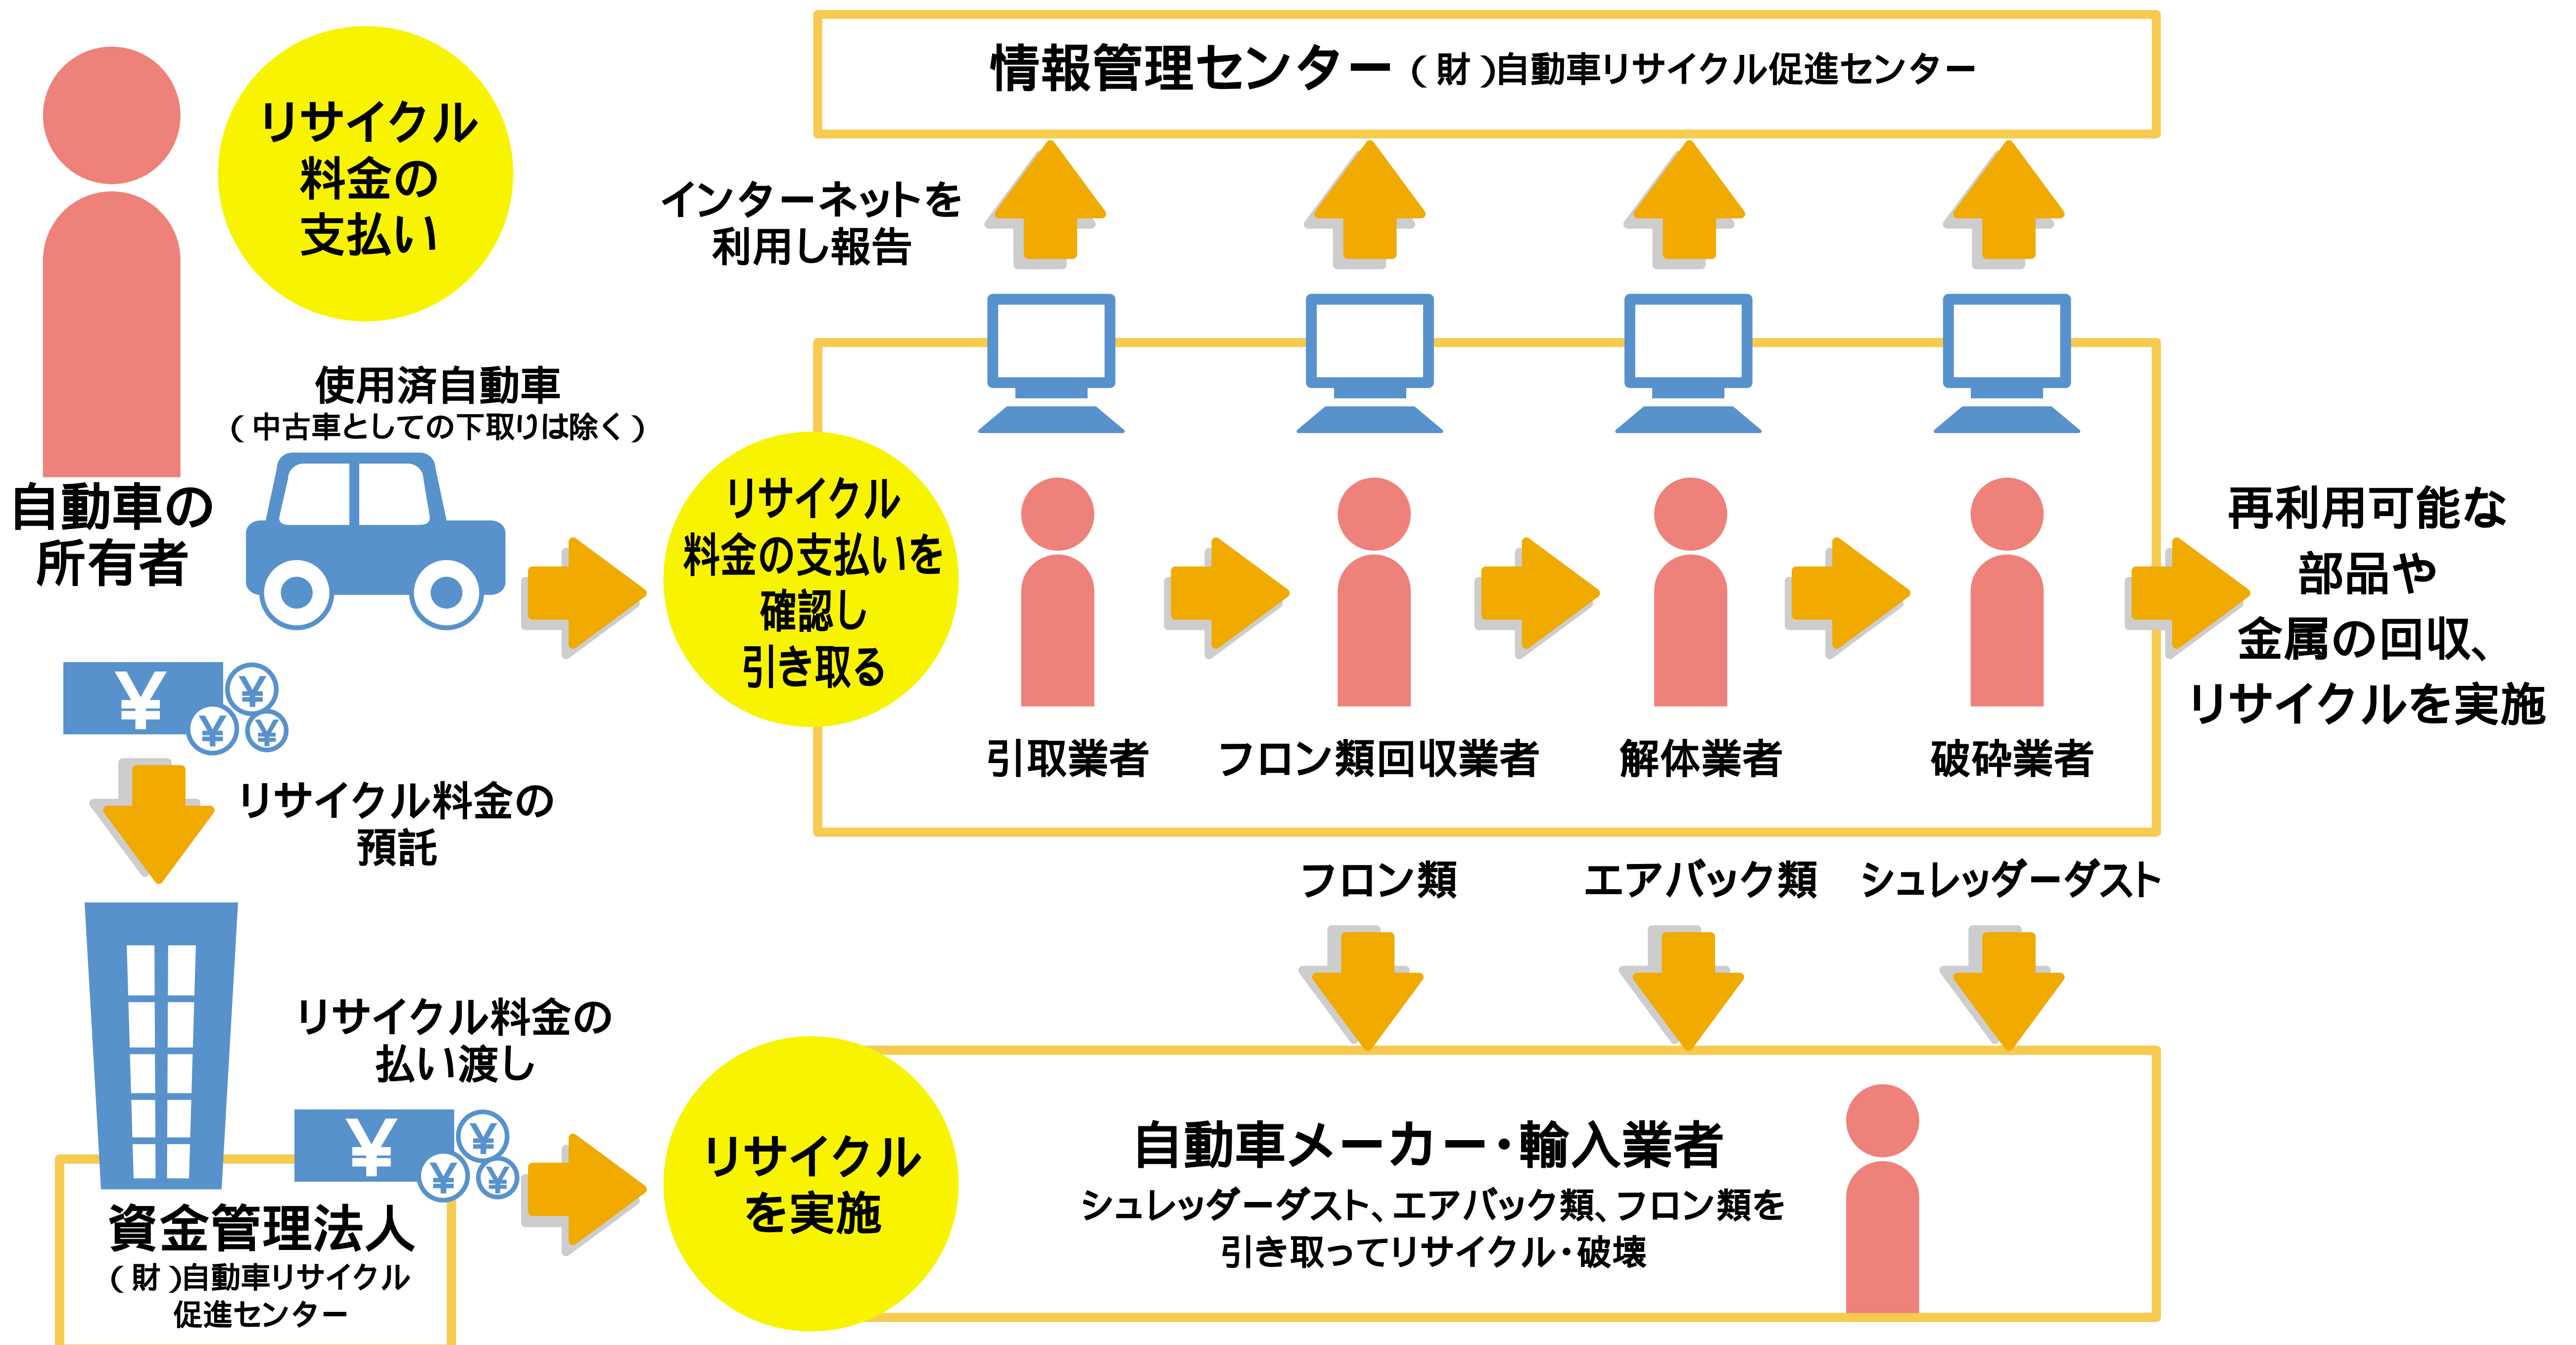 情報管理センター（財）自動車リサイクル促進センター
リサイクル
料金の
支払い
インターネットを
利用し報告
使用済自動車
（中古車としての下取りは除く）
自動車の
所有者
リサイクル
料金の支払いを
確認し
引き取る
引取業者
フロン類回収業者
解体業者
破砕業者
再利用可能な
部品や
金属の回収、
リサイクルを実施
¥
¥
¥
¥
リサイクル料金の
預託
フロン類
エアバック類
シュレッダーダスト
リサイクル料金の
払い渡し
¥
¥
¥
¥
資金管理法人
（財）自動車リサイクル
促進センター
リサイクル
を実施
自動車メーカー・輸入業者
シュレッダーダスト、エアバック類、フロン類を
引き取ってリサイクル・破壊